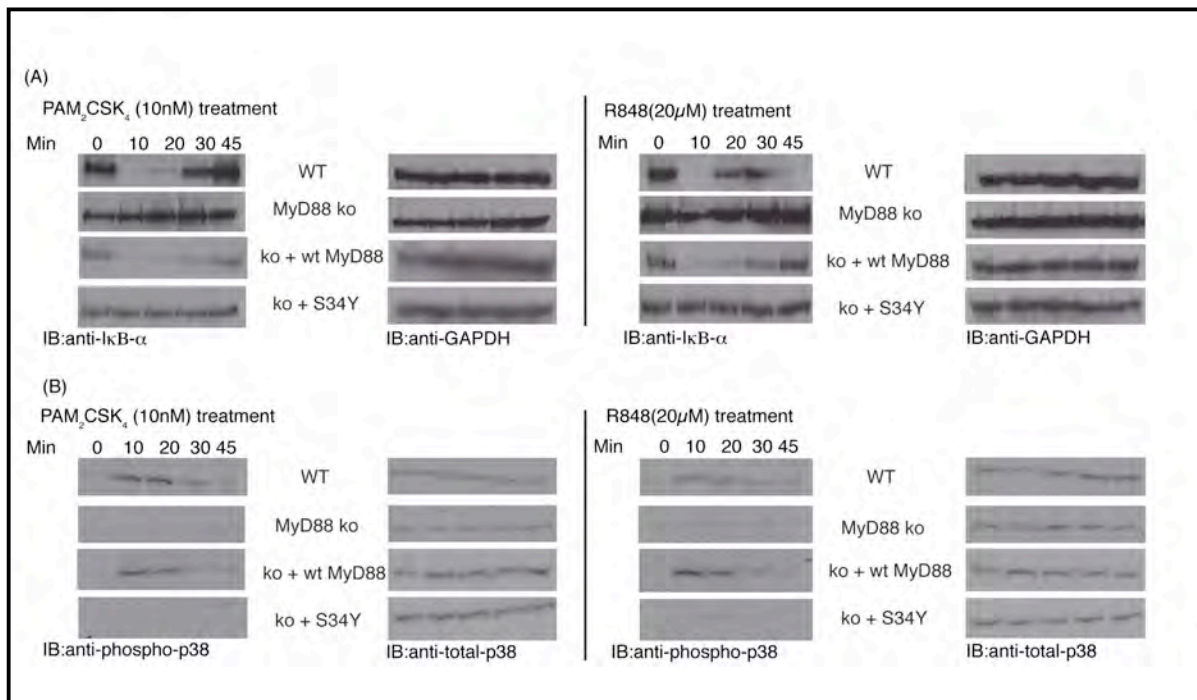 (A)
PAM₂CSK₄ (10nM) treatment
Min 0 10 20 30 45
WT
MyD88 ko
ko + wt MyD88
ko + S34Y
IB:anti-IκB-α
IB:anti-GAPDH
R848(20µM) treatment
Min 0 10 20 30 45
WT
MyD88 ko
ko + wt MyD88
ko + S34Y
IB:anti-IκB-α
IB:anti-GAPDH
(B)
PAM₂CSK₄ (10nM) treatment
Min 0 10 20 30 45
WT
MyD88 ko
ko + wt MyD88
ko + S34Y
IB:anti-phospho-p38
IB:anti-total-p38
R848(20µM) treatment
Min 0 10 20 30 45
WT
MyD88 ko
ko + wt MyD88
ko + S34Y
IB:anti-phospho-p38
IB:anti-total-p38